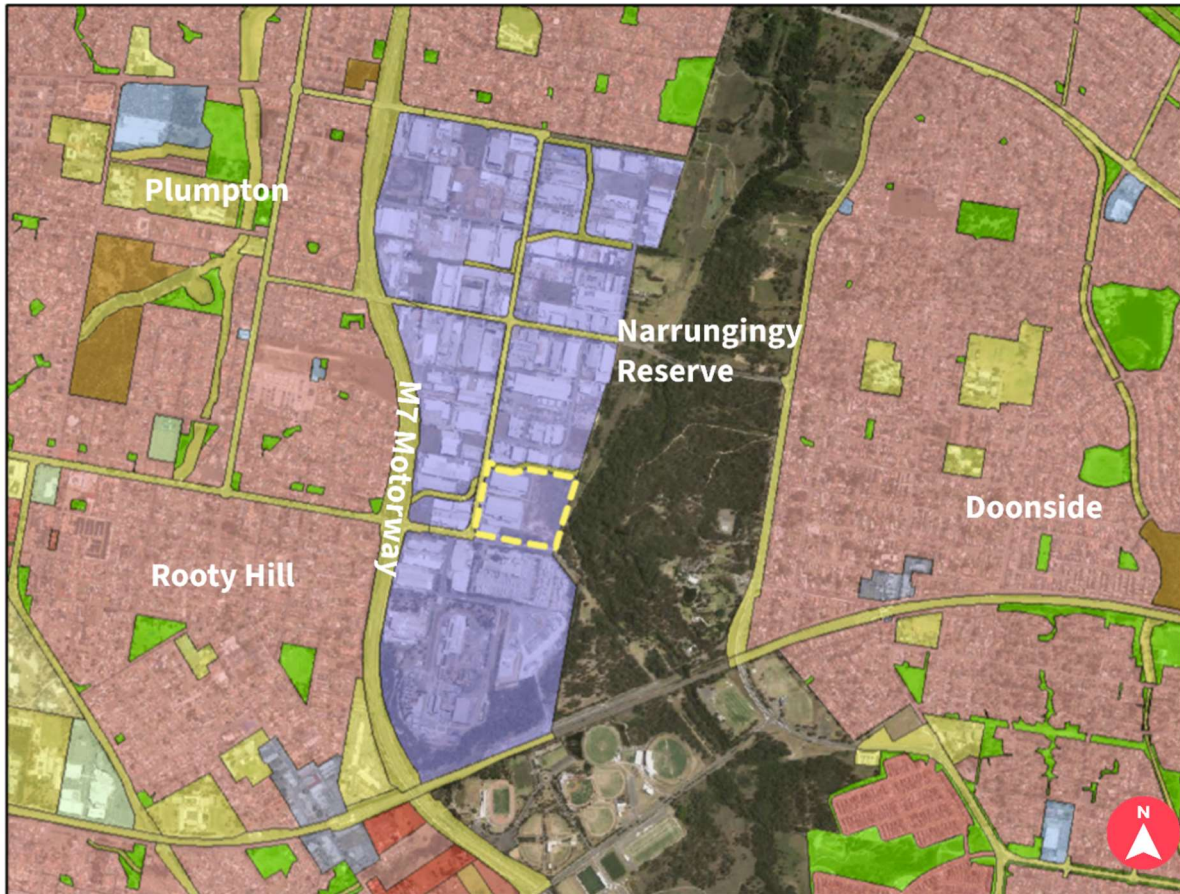 Plumpton
Narrungingy
Reserve
M7 Motorway
Doonside
Rooty Hill
N